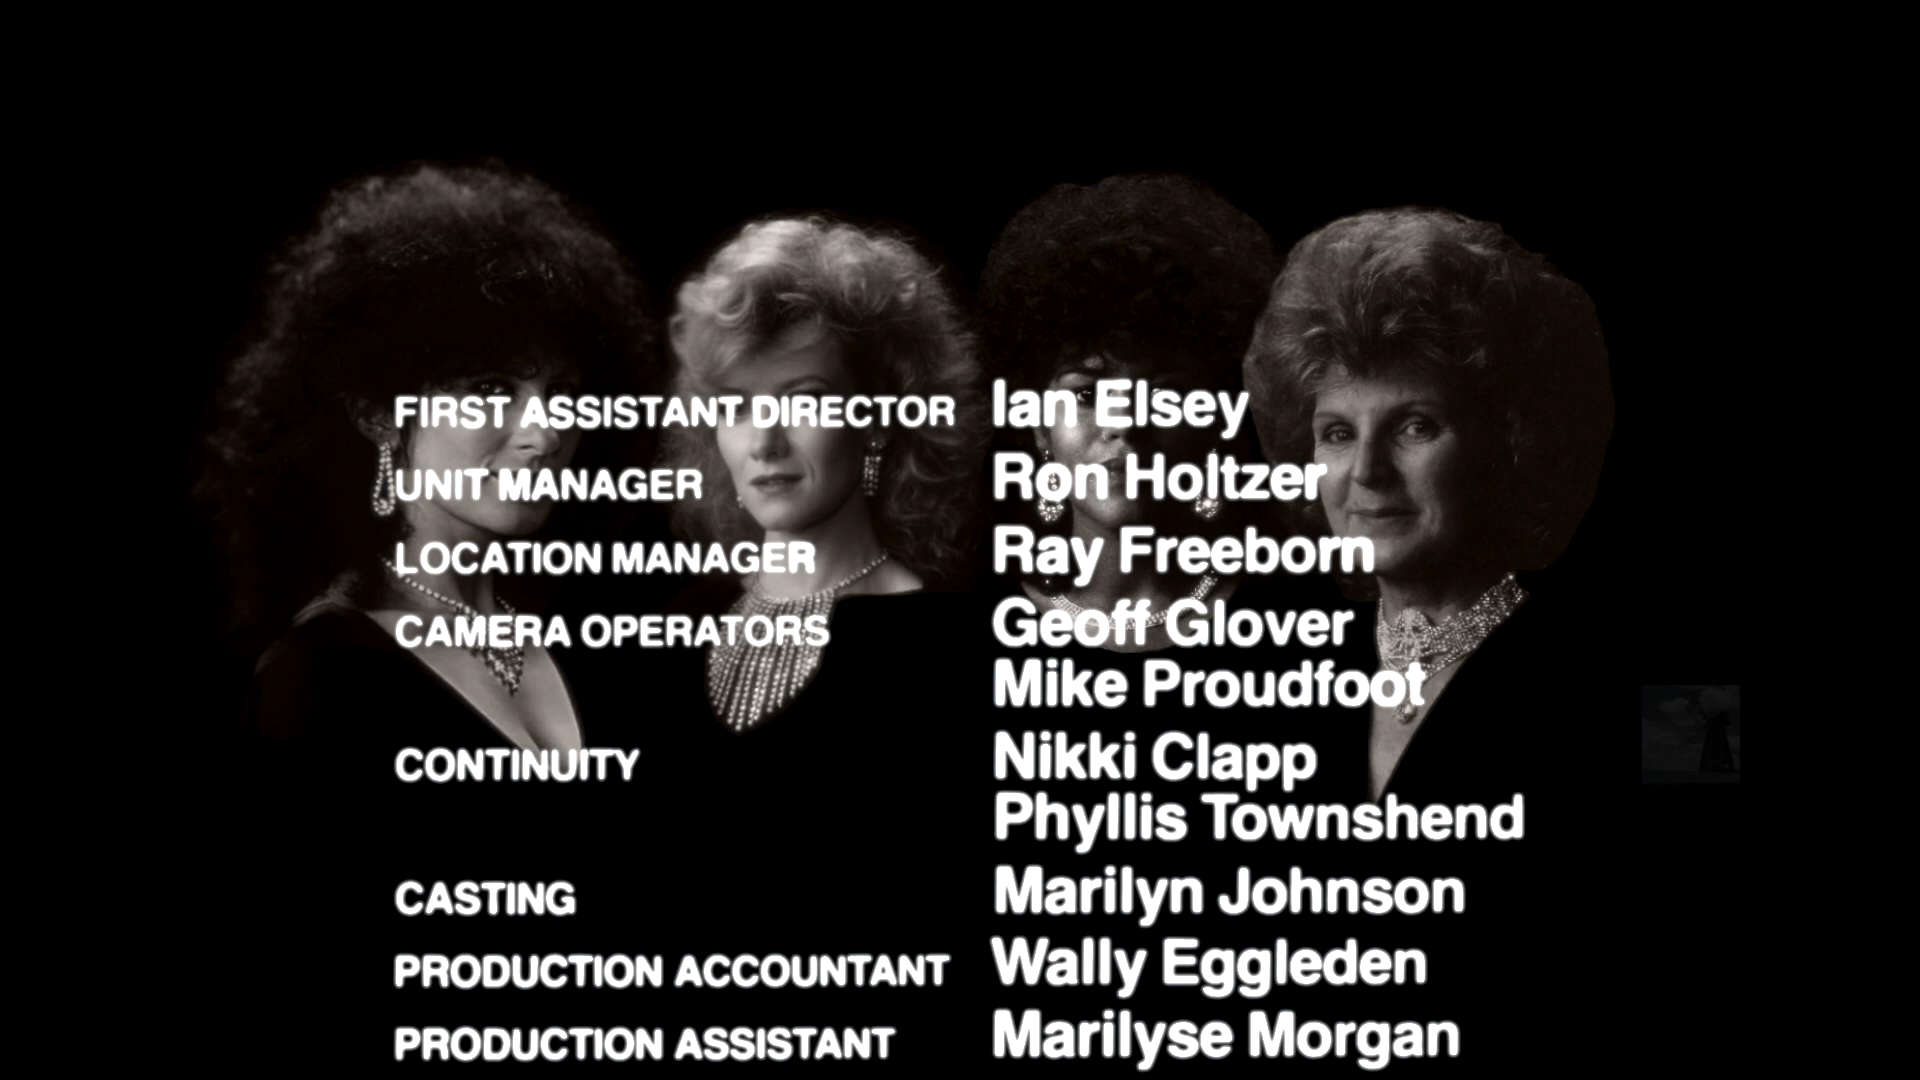 FIRST ASSISTANT DIRECTOR Ian Elsey
UNIT MANAGER Ron Holtzer
LOCATION MANAGER Ray Freeborn
CAMERA OPERATORS Geoff Glover
Mike Proudfoot
CONTINUITY Nikki Clapp
Phyllis Townshend
CASTING Marilyn Johnson
PRODUCTION ACCOUNTANT Wally Eggleden
PRODUCTION ASSISTANT Marilyse Morgan